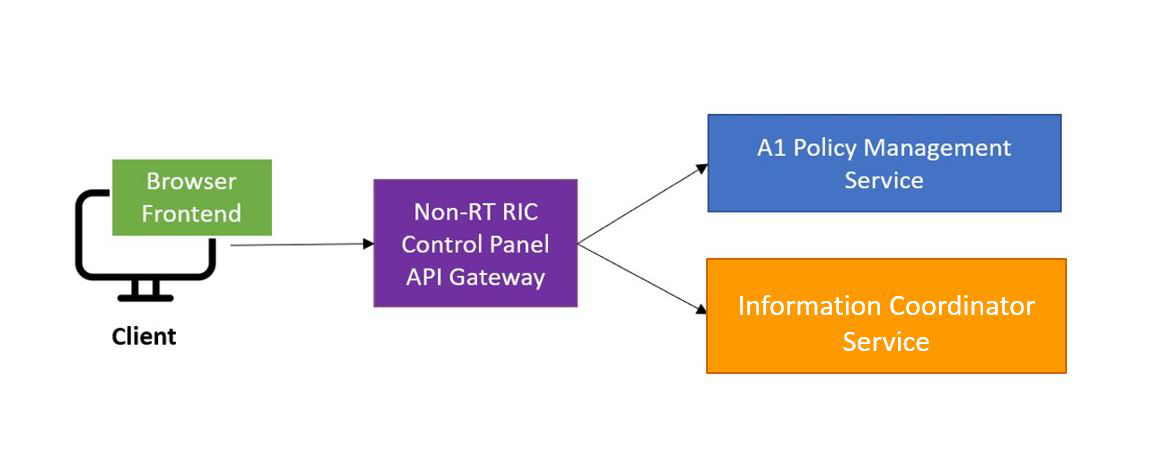 Browser
Frontend
Client
Non-RT RIC
Control Panel
API Gateway
A1 Policy Management
Service
Information Coordinator
Service